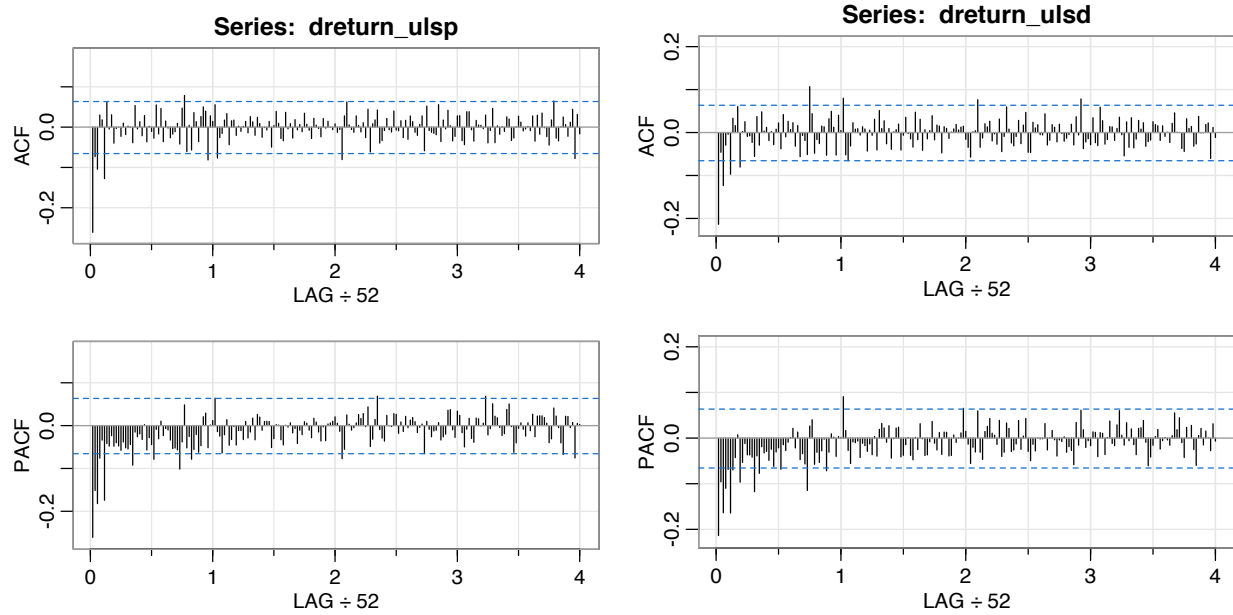 Series: dreturn_ulsp
ACF
0.0
-0.2
0 1 2 3 4
LAG ÷ 52
PACF
0.0
-0.2
0 1 2 3 4
LAG ÷ 52
Series: dreturn_ulsd
ACF
0.2
0.0
-0.2
0 1 2 3 4
LAG ÷ 52
PACF
0.2
0.0
-0.2
0 1 2 3 4
LAG ÷ 52